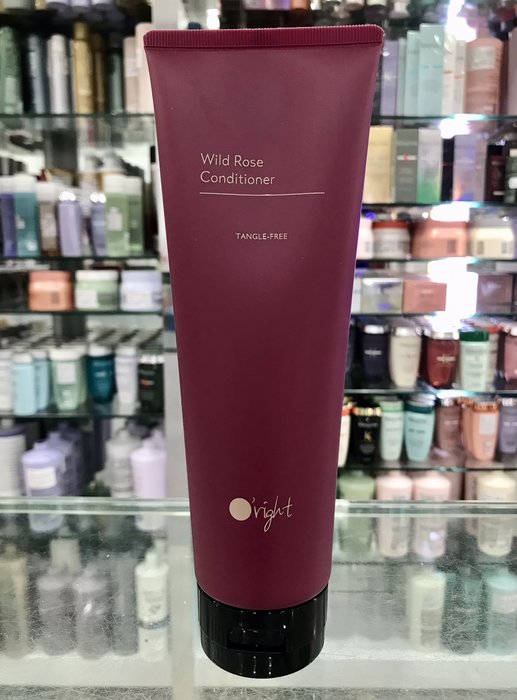 Wild Rose
Conditioner
TANGLE-FREE
O'right